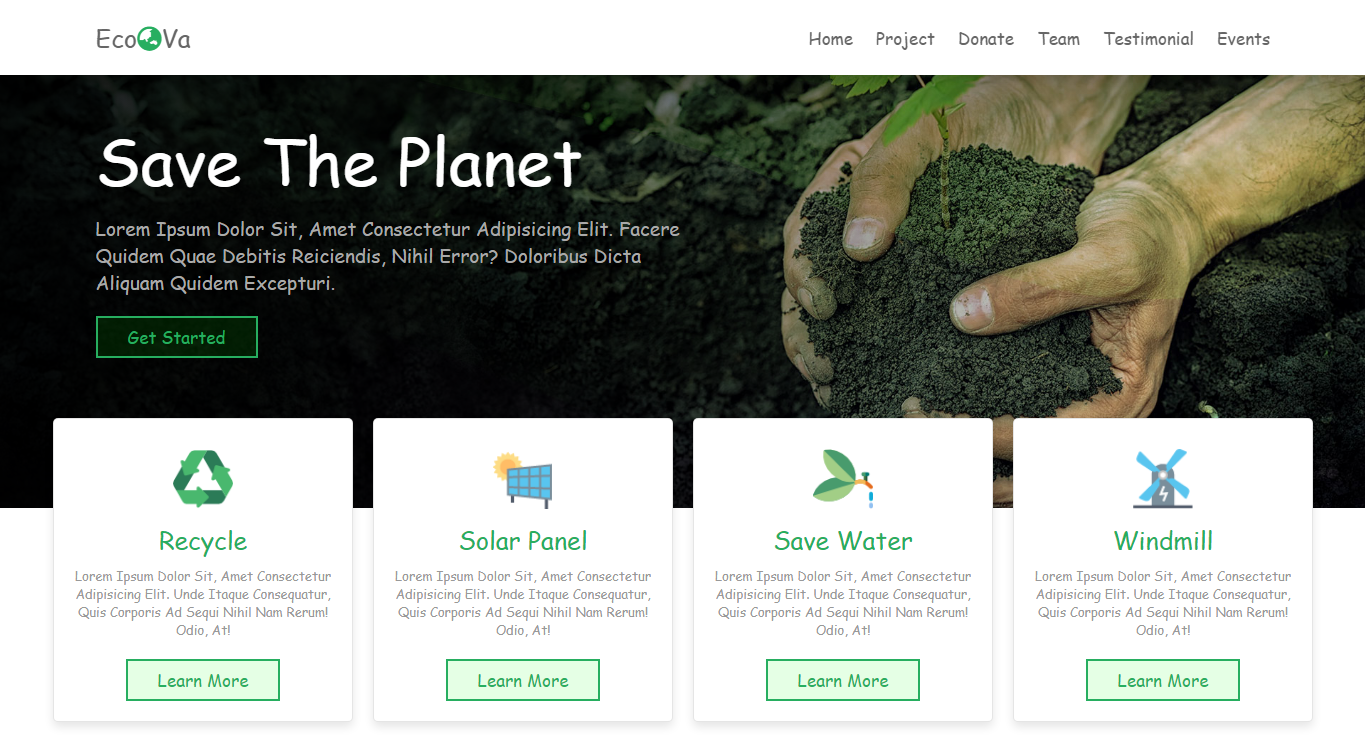 Eco Va
Home Project Donate Team Testimonial Events
Save The Planet
Lorem Ipsum Dolor Sit, Amet Consectetur Adipisicing Elit. Facere
Quidem Quae Debitis Reiciendis, Nihil Error? Doloribus Dicta
Aliquam Quidem Excepturi.
Get Started
Recycle
Lorem Ipsum Dolor Sit, Amet Consectetur
Adipisicing Elit. Unde Itaque Consequatur,
Quis Corporis Ad Sequi Nihil Nam Rerum!
Odio, At!
Learn More
Solar Panel
Lorem Ipsum Dolor Sit, Amet Consectetur
Adipisicing Elit. Unde Itaque Consequatur,
Quis Corporis Ad Sequi Nihil Nam Rerum!
Odio, At!
Learn More
Save Water
Lorem Ipsum Dolor Sit, Amet Consectetur
Adipisicing Elit. Unde Itaque Consequatur,
Quis Corporis Ad Sequi Nihil Nam Rerum!
Odio, At!
Learn More
Windmill
Lorem Ipsum Dolor Sit, Amet Consectetur
Adipisicing Elit. Unde Itaque Consequatur,
Quis Corporis Ad Sequi Nihil Nam Rerum!
Odio, At!
Learn More